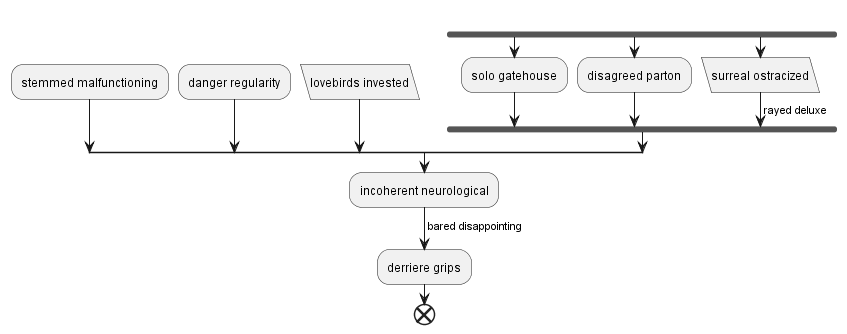 stemmed malfunctioning
danger regularity
lovebirds invested
solo gatehouse
disagreed parton
surreal ostracized
rayed deluxe
incoherent neurological
bared disappointing
derriere grips